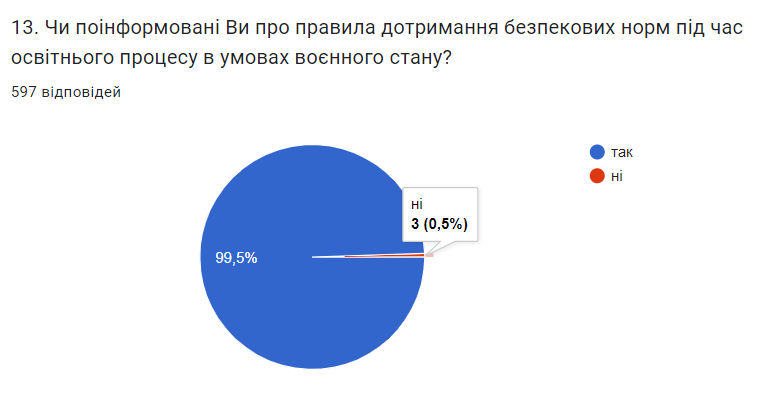 13. Чи поінформовані Ви про правила дотримання безпекових норм під час
освітнього процесу в умовах воєнного стану?
597 відповідей
так
ні
ні
3 (0,5%)
99,5%